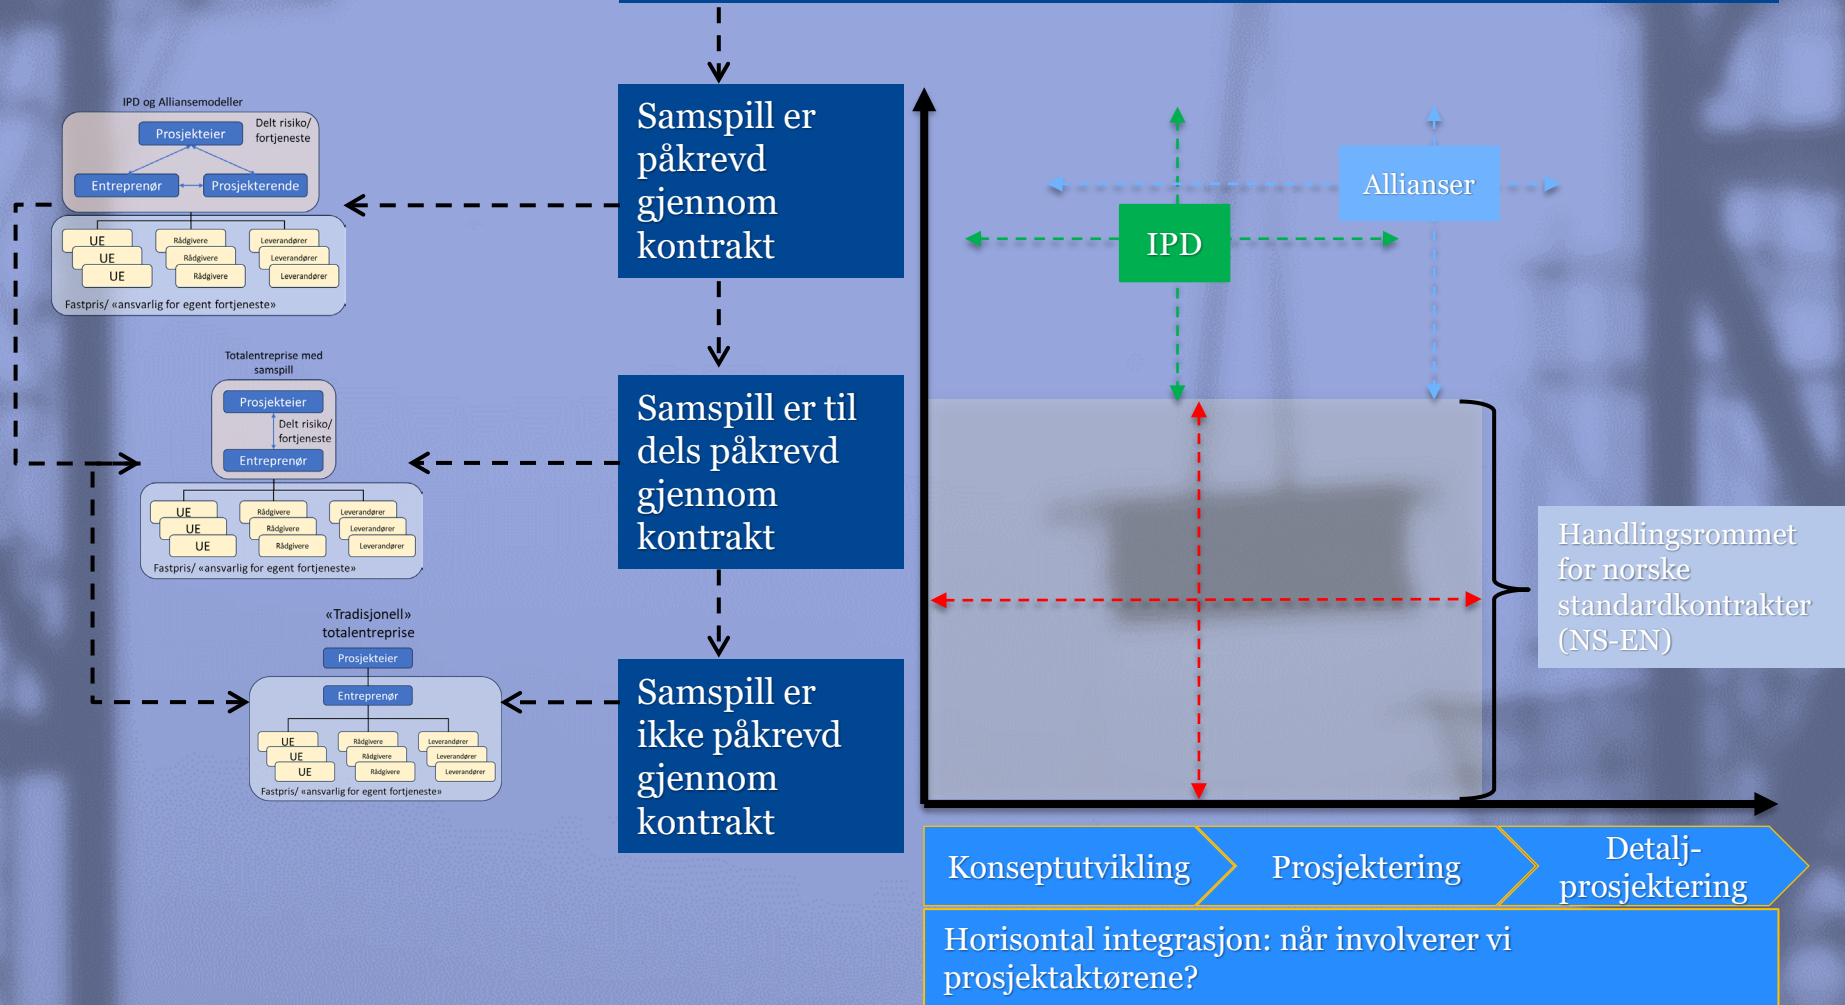 IPD og Alliansemodeller
Delt risiko/
fortjeneste
Prosjekteier
Entreprenør
Prosjekterende
UE
UE
UE
Rådgivere
Rådgivere
Rådgivere
Leverandører
Leverandører
Leverandører
Fastpris/ «ansvarlig for egent fortjeneste»
Totalentreprise med
samspill
Prosjekteier
Delt risiko/
fortjeneste
Entreprenør
UE
UE
UE
Rådgivere
Rådgivere
Rådgivere
Leverandører
Leverandører
Leverandører
Fastpris/ «ansvarlig for egent fortjeneste»
«Tradisjonell»
totalentreprise
Prosjekteier
Entreprenør
UE
UE
UE
Rådgivere
Rådgivere
Rådgivere
Leverandører
Leverandører
Leverandører
Fastpris/ «ansvarlig for egent fortjeneste»
Samspill er
påkrevd
gjennom
kontrakt
Samspill er til
dels påkrevd
gjennom
kontrakt
Samspill er
ikke påkrevd
gjennom
kontrakt
Allianser
IPD
Handlingsrommet
for norske
standardkontrakter
(NS-EN)
Konseptutvikling
Prosjektering
Detalj-
prosjektering
Horisontal integrasjon: når involverer vi
prosjektaktørene?